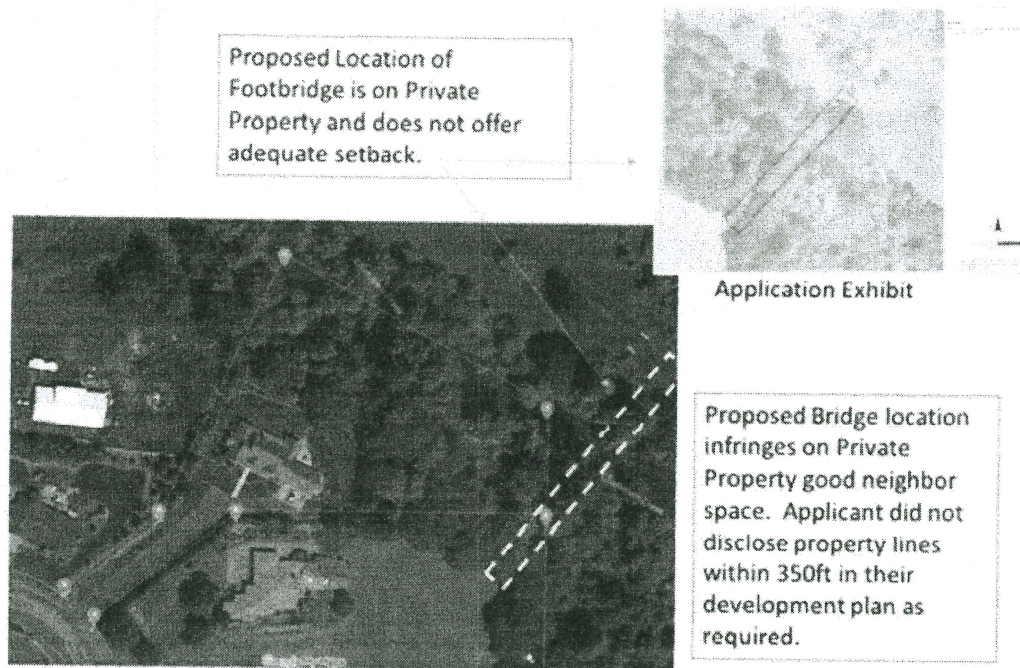 Proposed Location of
Footbridge is on Private
Property and does not offer
adequate setback.
Application Exhibit
Proposed Bridge location
infringes on Private
Property good neighbor
space. Applicant did not
disclose property lines
within 350ft in their
development plan as
required.